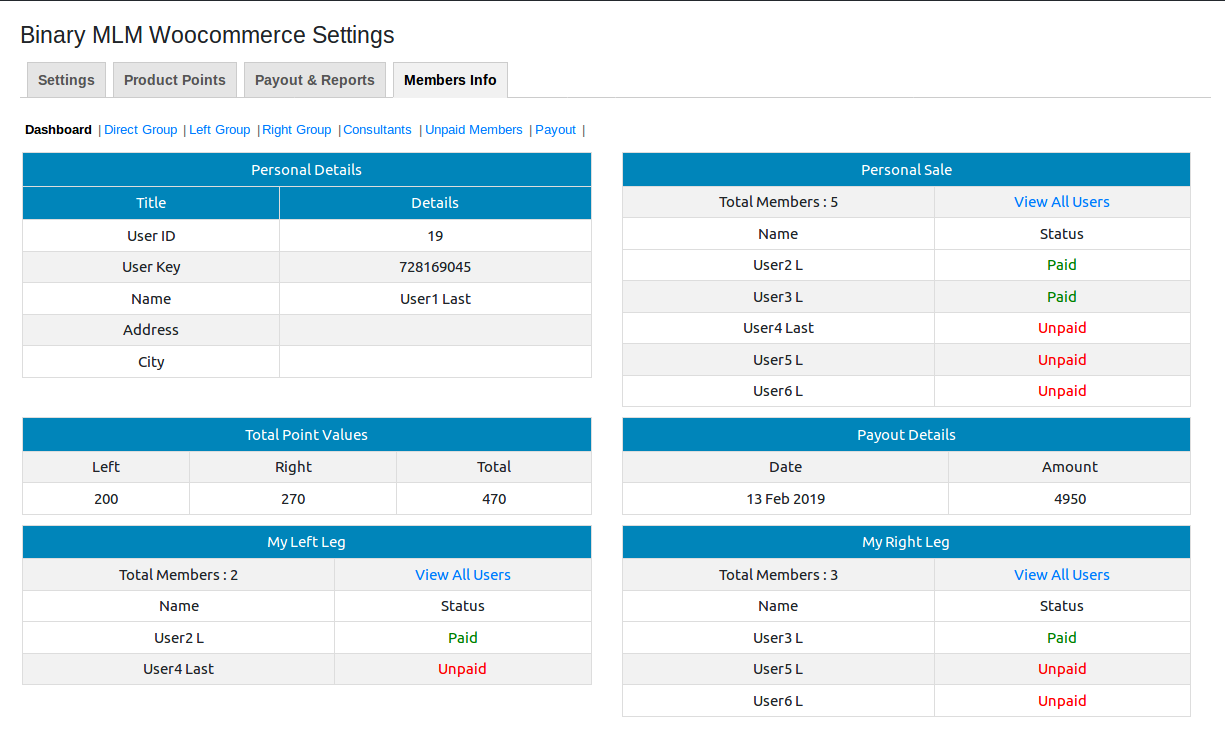 Binary MLM Woocommerce Settings
Settings Product Points Payout & Reports Members Info
Dashboard | Direct Group | Left Group | Right Group | Consultants | Unpaid Members | Payout |
Personal Details
Title Details
User ID 19
User Key 728169045
Name User1 Last
Address
City
Personal Sale
Total Members : 5 View All Users
Name Status
User2 L Paid
User3 L Paid
User4 Last Unpaid
User5 L Unpaid
User6 L Unpaid
Total Point Values
Left Right Total
200 270 470
Payout Details
Date Amount
13 Feb 2019 4950
My Left Leg
Total Members : 2 View All Users
Name Status
User2 L Paid
User4 Last Unpaid
My Right Leg
Total Members : 3 View All Users
Name Status
User3 L Paid
User5 L Unpaid
User6 L Unpaid